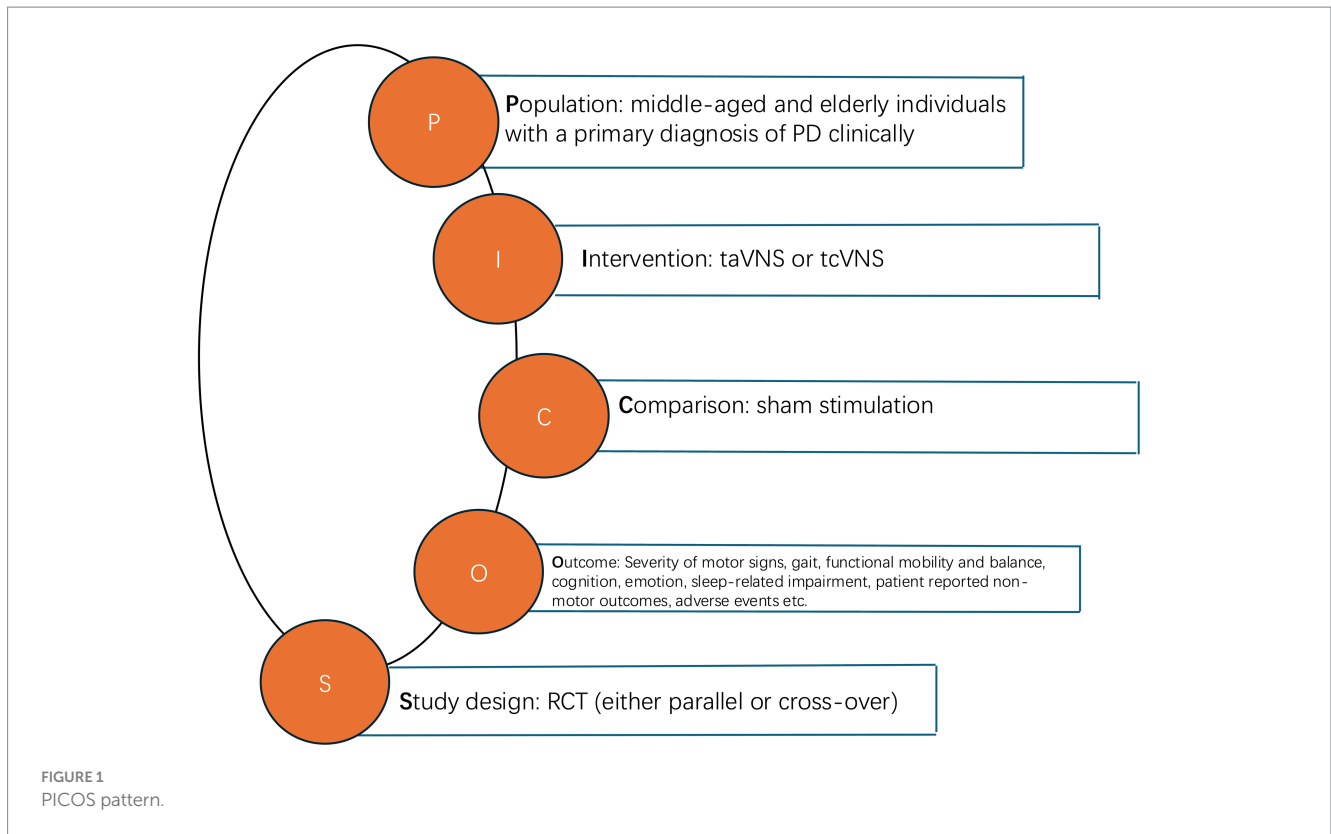 P
Population: middle-aged and elderly individuals
with a primary diagnosis of PD clinically
I
Intervention: taVNS or tcVNS
C
Comparison: sham stimulation
O
Outcome: Severity of motor signs, gait, functional mobility and balance,
cognition, emotion, sleep-related impairment, patient reported non-
motor outcomes, adverse events etc.
S
Study design: RCT (either parallel or cross-over)
FIGURE 1
PICOS pattern.